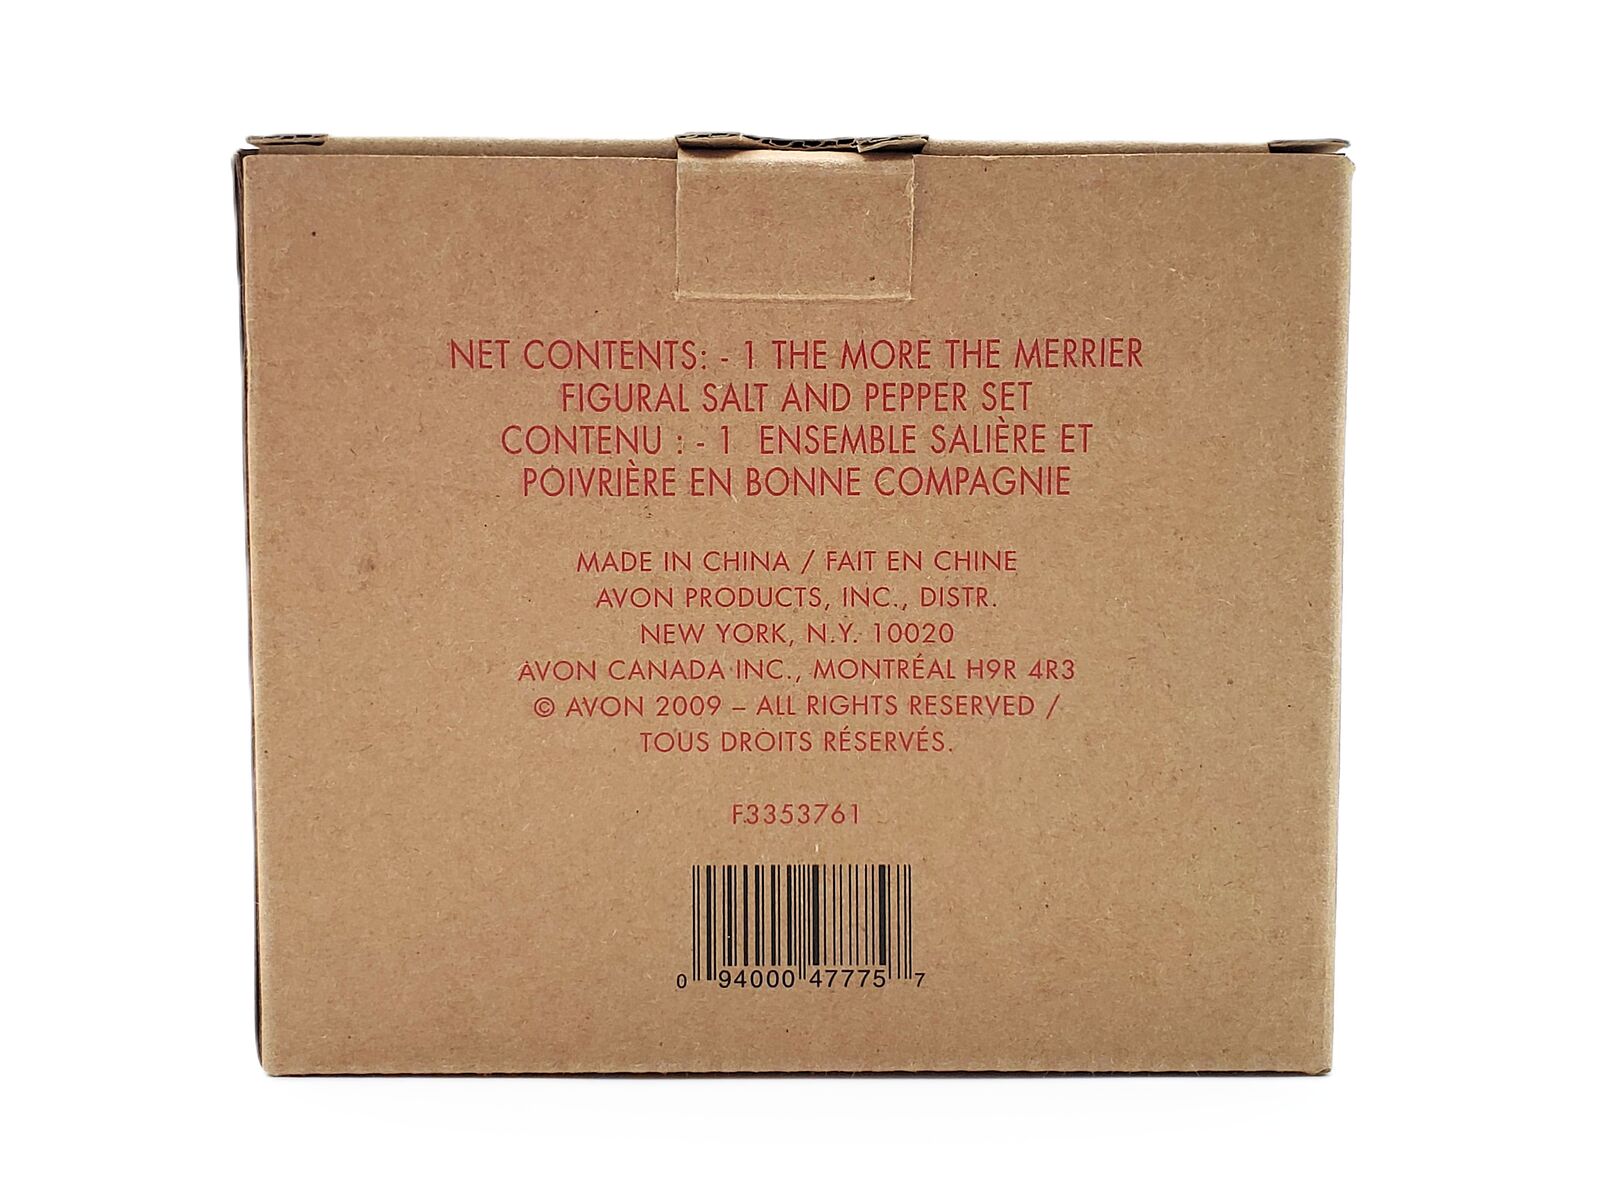 NET CONTENTS: - 1 THE MORE THE MERRIER
FIGURAL SALT AND PEPPER SET
CONTENU : - 1 ENSEMBLE SALIÈRE ET
POIVRIÈRE EN BONNE COMPAGNIE
MADE IN CHINA / FAIT EN CHINE
AVON PRODUCTS, INC., DISTR.
NEW YORK, N.Y. 10020
AVON CANADA INC., MONTRÉAL H9R 4R3
© AVON 2009 – ALL RIGHTS RESERVED /
TOUS DROITS RÉSERVÉS.
F3353761
0 94000 47775 7